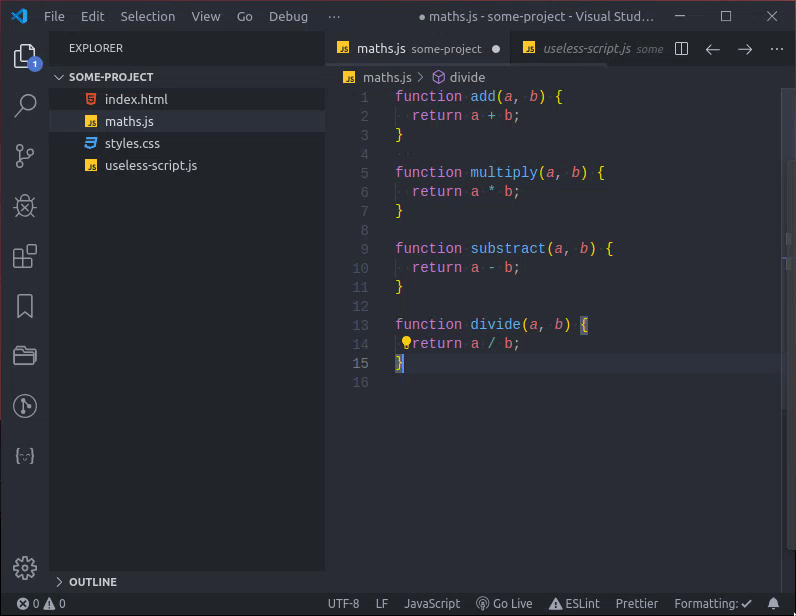 File Edit Selection View Go Debug ··· ● maths.js - some-project - Visual Stud...
EXPLORER
1
SOME-PROJECT
index.html
JS maths.js
styles.css
JS useless-script.js
OUTLINE
JS maths.js some-project ●
JS useless-script.js some
JS maths.js > divide
1 function add(a, b) {
2 return a + b;
3 }
4
5 function multiply(a, b) {
6 return a * b;
7 }
8
9 function substract(a, b) {
10 return a - b;
11 }
12
13 function divide(a, b) {
14 return a / b;
15 }
16
0 0 UTF-8 LF JavaScript Go Live ESLint Prettier Formatting: ✓